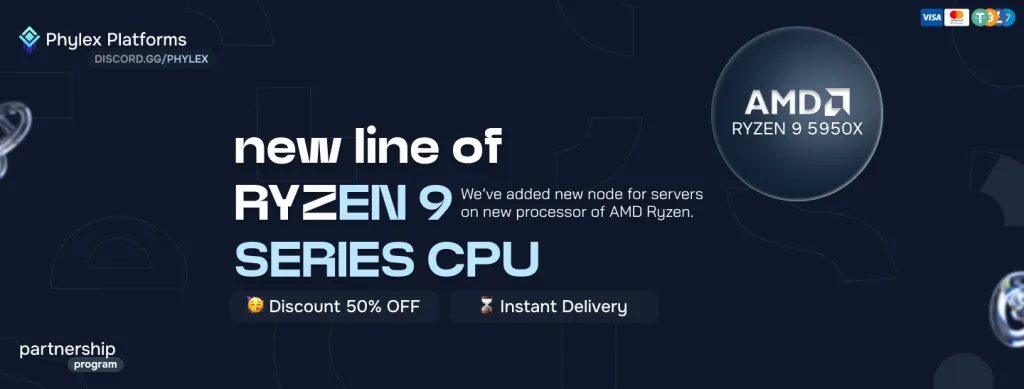 Phylex Platforms
DISCORD.GG/PHYLEX
VISA
mastercard
AMD
RYZEN 9 5950X
new line of
RYZEN 9
We've added new node for servers
on new processor of AMD Ryzen.
SERIES CPU
🥳 Discount 50% OFF
⌛ Instant Delivery
partnership
program